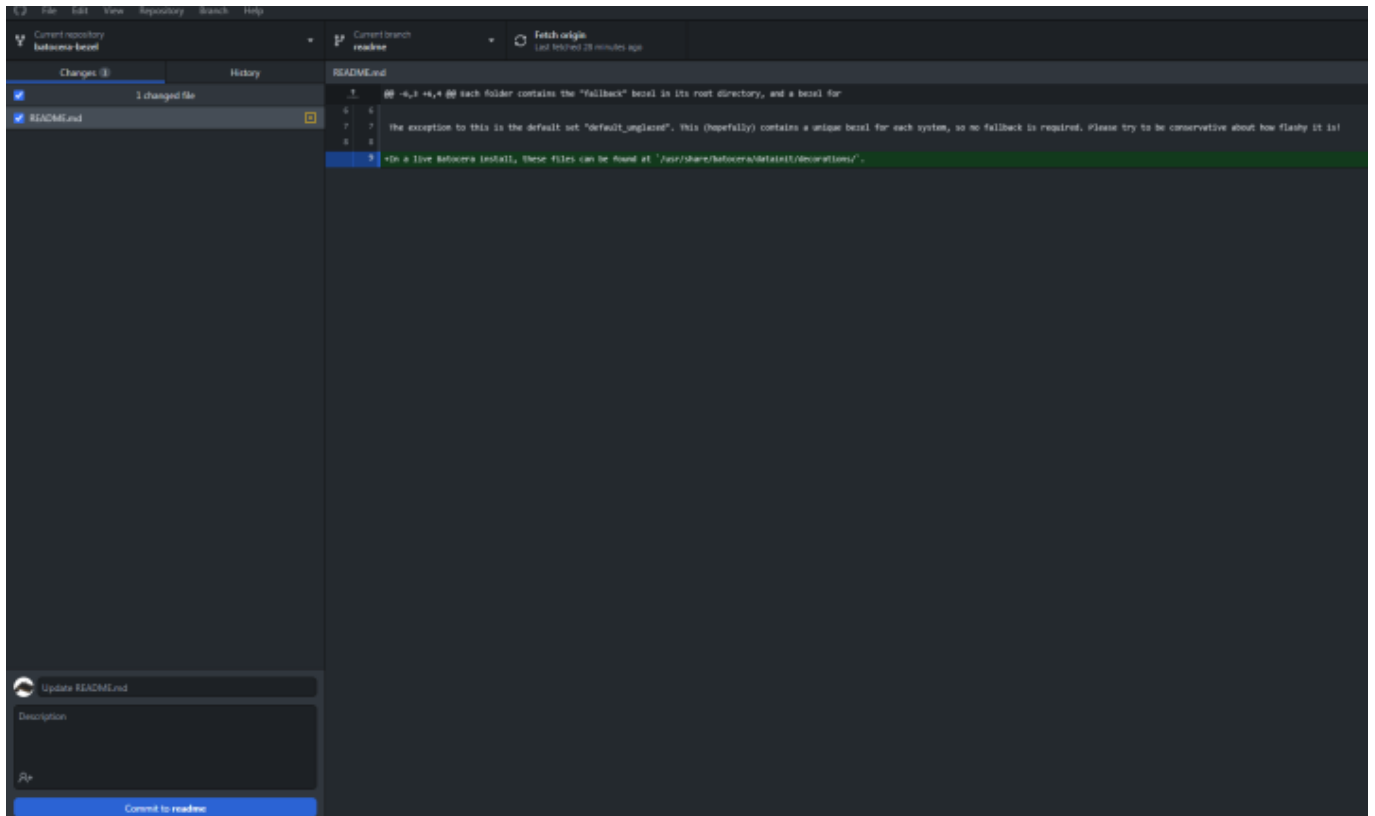 File Edit View Repository Branch Help
Current repository
batocera-bezel
Current branch
readme
Fetch origin
Last fetched 28 minutes ago
Changes 1
History
README.md
1 changed file
README.md
@@ -6,3 +6,4 @@ Each folder contains the "fallback" bezel in its root directory, and a bezel for
6 6
7 7 The exception to this is the default set "default_unglazed". This (hopefully) contains a unique bezel for each system, so no fallback is required. Please try to be conservative about how flashy it is!
8 8
9 +In a live Batocera install, these files can be found at `/usr/share/batocera/datainit/decorations/`.
Update README.md
Description
Commit to readme